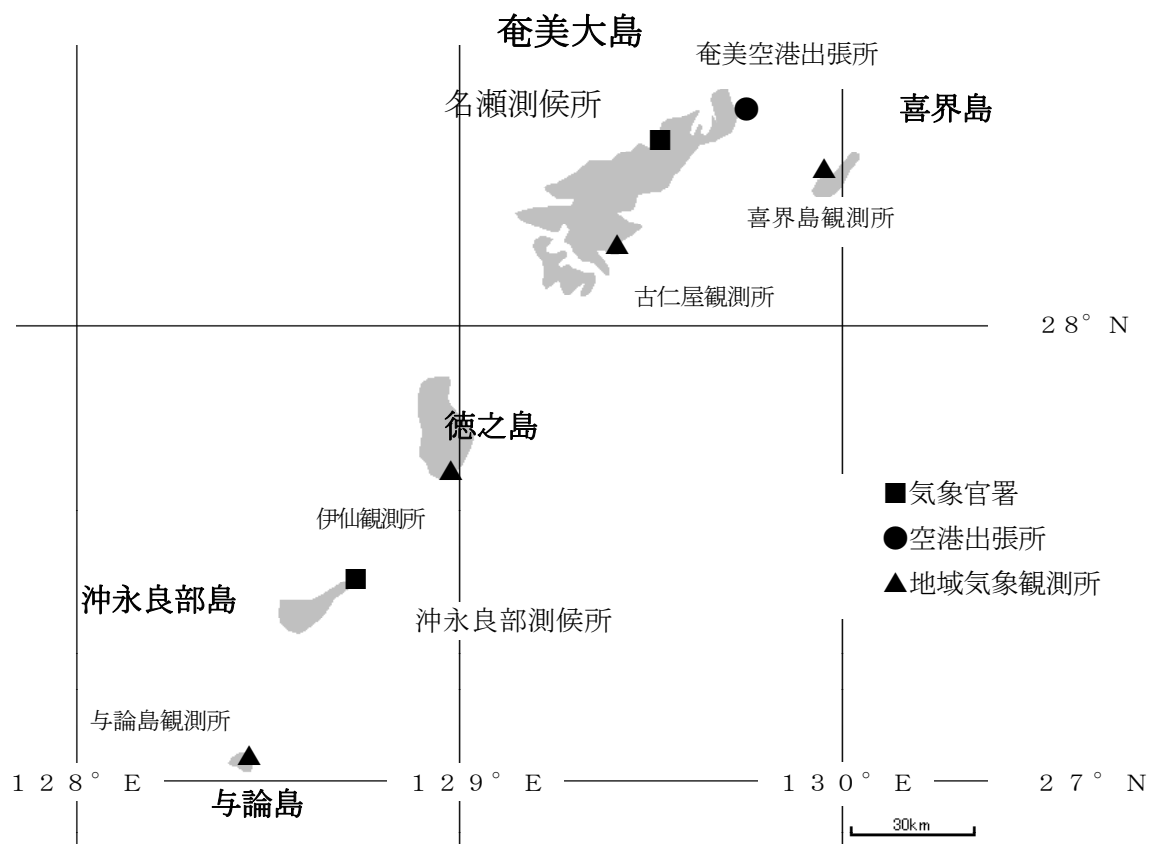 奄美大島
奄美空港出張所
名瀬測候所
喜界島
喜界島観測所
古仁屋観測所
28°N
徳之島
伊仙観測所
■気象官署
●空港出張所
▲地域気象観測所
沖永良部島
沖永良部測候所
与論島観測所
128°E 129°E 130°E 27°N
与論島
30km